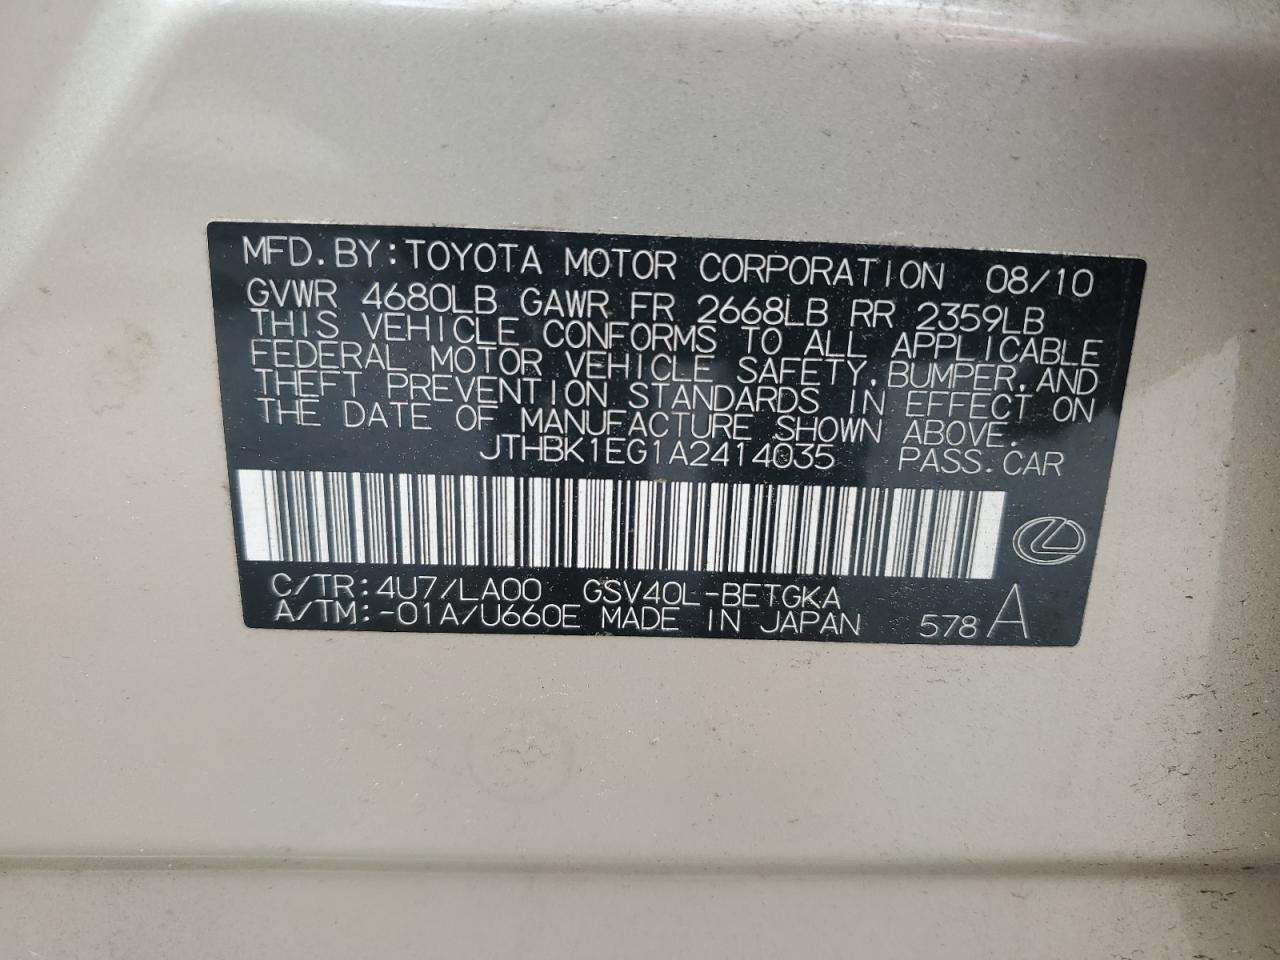 MFD.BY:TOYOTA MOTOR CORPORATION 08/10
GVWR 4680LB GAWR FR 2668LB RR 2359LB
THIS VEHICLE CONFORMS TO ALL APPLICABLE
FEDERAL MOTOR VEHICLE SAFETY,BUMPER,AND
THEFT PREVENTION STANDARDS IN EFFECT ON
THE DATE OF MANUFACTURE SHOWN ABOVE.
JTHBK1EG1A2414035 PASS.CAR
C/TR:4U7/LA00 GSV40L-BETGKA
A/TM:-01A/U660E MADE IN JAPAN 578 A